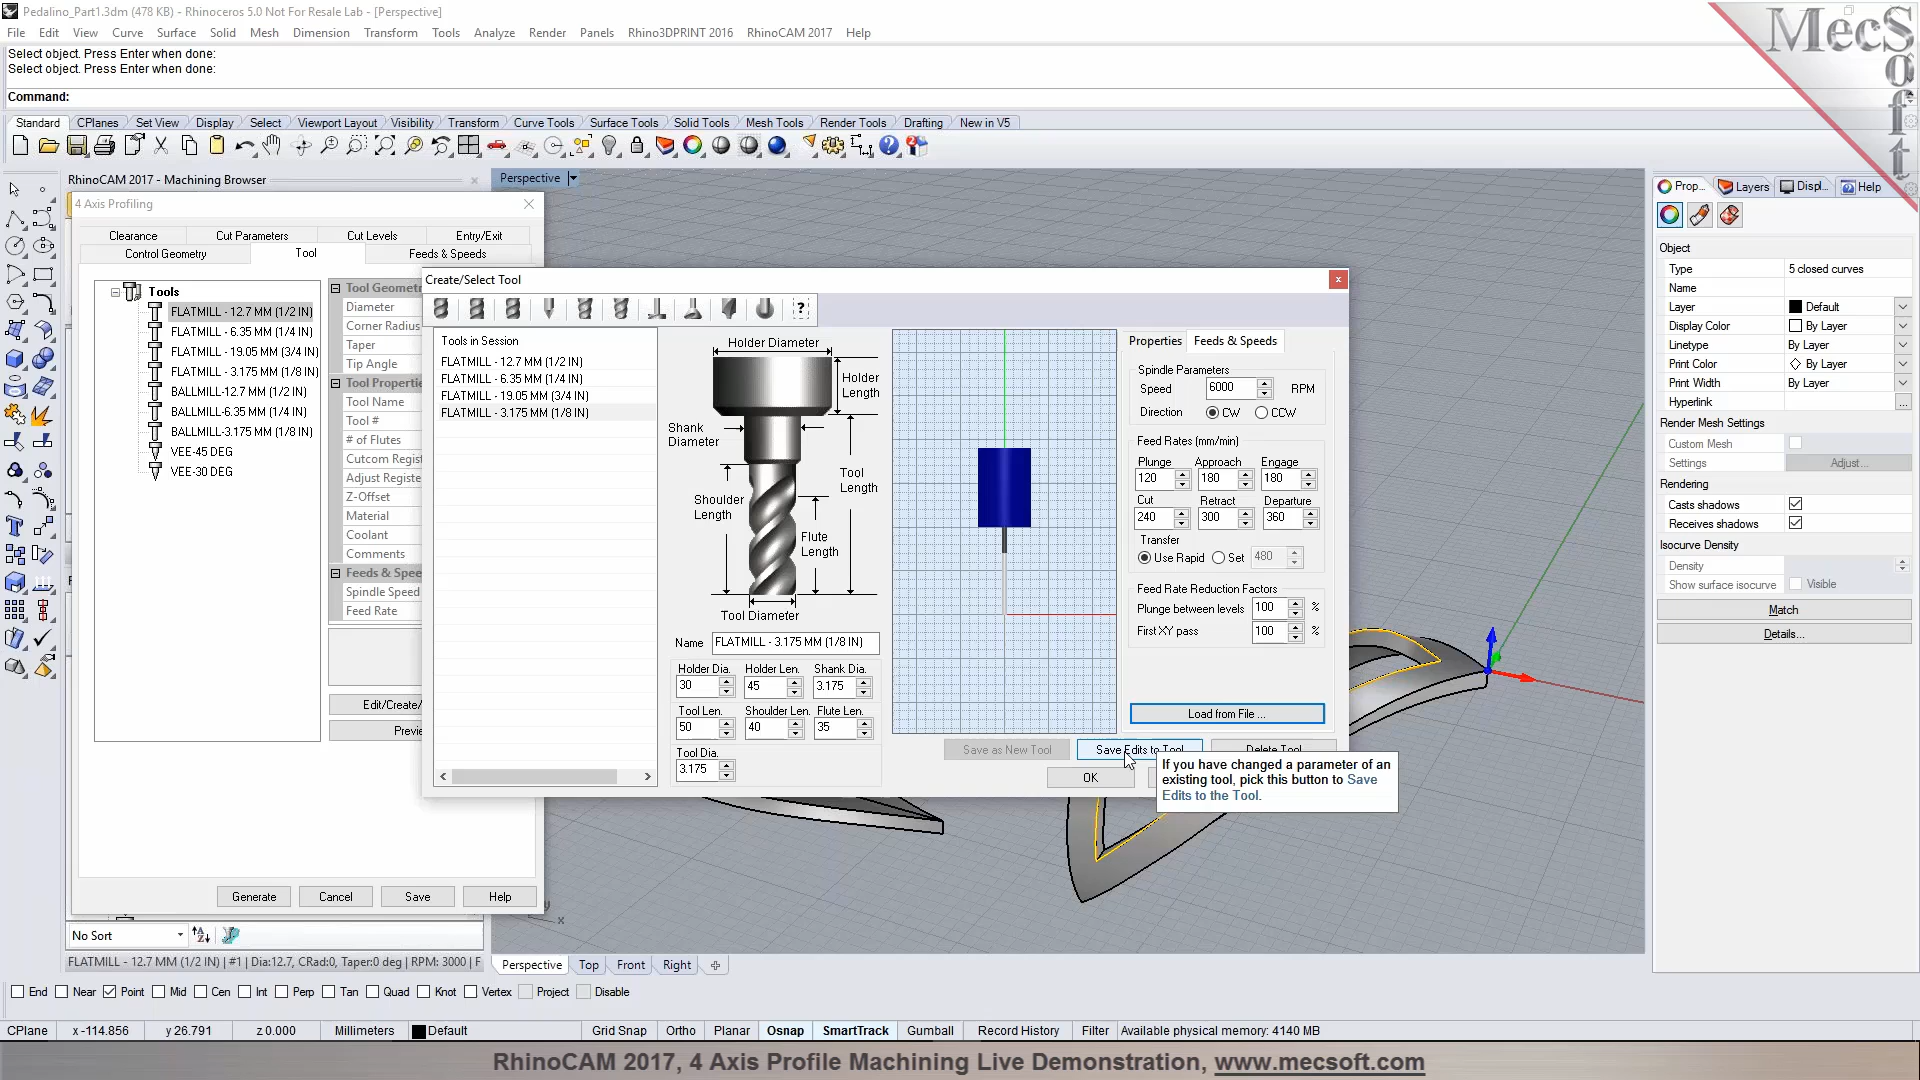 Pedalino_Part1.3dm (478 KB) - Rhinoceros 5.0 Not For Resale Lab - [Perspective]
File Edit View Curve Surface Solid Mesh Dimension Transform Tools Analyze Render Panels Rhino3DPRINT 2016 RhinoCAM 2017 Help
MecSoft
Select object. Press Enter when done:
Select object. Press Enter when done:
Command:
Standard CPlanes Set View Display Select Viewport Layout Visibility Transform Curve Tools Surface Tools Solid Tools Mesh Tools Render Tools Drafting New in V5
RhinoCAM 2017 - Machining Browser
Perspective
4 Axis Profiling
Clearance Cut Parameters Cut Levels Entry/Exit
Control Geometry Tool Feeds & Speeds
Tools
FLATMILL - 12.7 MM (1/2 IN)
FLATMILL - 6.35 MM (1/4 IN)
FLATMILL - 19.05 MM (3/4 IN)
FLATMILL - 3.175 MM (1/8 IN)
BALLMILL-12.7 MM (1/2 IN)
BALLMILL-6.35 MM (1/4 IN)
BALLMILL-3.175 MM (1/8 IN)
VEE-45 DEG
VEE-30 DEG
Tool Geometr
Diameter
Corner Radius
Taper
Tip Angle
Tool Propertie
Tool Name
Tool #
# of Flutes
Cutcom Regist
Adjust Registe
Z-Offset
Material
Coolant
Comments
Feeds & Spee
Spindle Speed
Feed Rate
Edit/Create/
Previe
Generate Cancel Save Help
No Sort
FLATMILL - 12.7 MM (1/2 IN) | #1 | Dia:12.7, CRad:0, Taper:0 deg | RPM: 3000 | F
Create/Select Tool
Tools in Session
FLATMILL - 12.7 MM (1/2 IN)
FLATMILL - 6.35 MM (1/4 IN)
FLATMILL - 19.05 MM (3/4 IN)
FLATMILL - 3.175 MM (1/8 IN)
Holder Diameter
Holder Length
Shank Diameter
Tool Length
Shoulder Length
Flute Length
Tool Diameter
Name FLATMILL - 3.175 MM (1/8 IN)
Holder Dia. Holder Len. Shank Dia.
30 45 3.175
Tool Len. Shoulder Len. Flute Len.
50 40 35
Tool Dia.
3.175
Properties Feeds & Speeds
Spindle Parameters
Speed 6000 RPM
Direction CW CCW
Feed Rates (mm/min)
Plunge Approach Engage
120 180 180
Cut Retract Departure
240 300 360
Transfer
Use Rapid Set 480
Feed Rate Reduction Factors
Plunge between levels 100 %
First XY pass 100 %
Load from File ...
Save as New Tool Save Edits to Tool Delete Tool
OK
If you have changed a parameter of an
existing tool, pick this button to Save
Edits to the Tool.
Prop... Layers Displ... Help
Object
Type 5 closed curves
Name
Layer Default
Display Color By Layer
Linetype By Layer
Print Color By Layer
Print Width By Layer
Hyperlink ...
Render Mesh Settings
Custom Mesh
Settings Adjust...
Rendering
Casts shadows
Receives shadows
Isocurve Density
Density
Show surface isocurve Visible
Match
Details...
y
x
Perspective Top Front Right
End Near Point Mid Cen Int Perp Tan Quad Knot Vertex Project Disable
CPlane x -114.856 y 26.791 z 0.000 Millimeters Default Grid Snap Ortho Planar Osnap SmartTrack Gumball Record History Filter Available physical memory: 4140 MB
RhinoCAM 2017, 4 Axis Profile Machining Live Demonstration, www.mecsoft.com